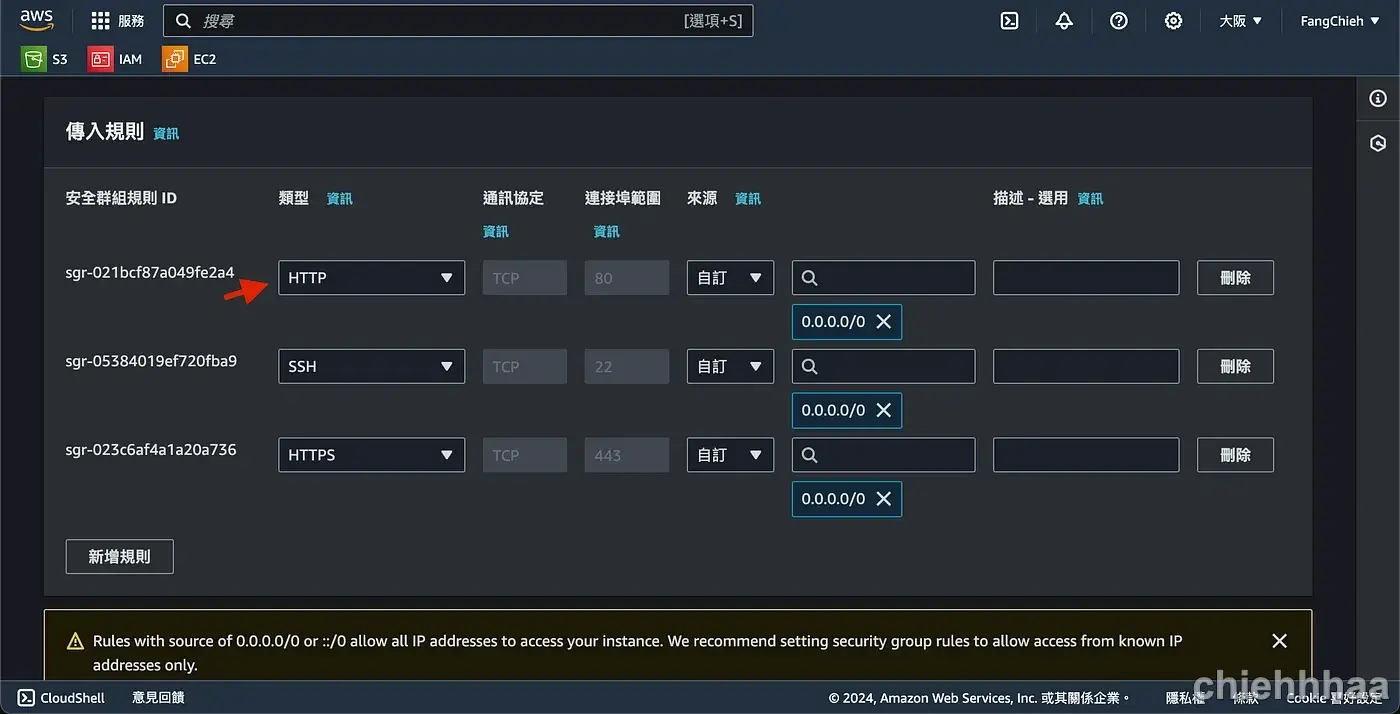 aws
服務
搜尋
[選項+S]
大阪
FangChieh
S3
IAM
EC2
傳入規則 資訊
安全群組規則 ID
類型 資訊
通訊協定 資訊
連接埠範圍 資訊
來源 資訊
描述 - 選用 資訊
sgr-021bcf87a049fe2a4
HTTP
TCP
80
自訂
0.0.0.0/0
刪除
sgr-05384019ef720fba9
SSH
TCP
22
自訂
0.0.0.0/0
刪除
sgr-023c6af4a1a20a736
HTTPS
TCP
443
自訂
0.0.0.0/0
刪除
新增規則
Rules with source of 0.0.0.0/0 or ::/0 allow all IP addresses to access your instance. We recommend setting security group rules to allow access from known IP
addresses only.
CloudShell
意見回饋
© 2024, Amazon Web Services, Inc. 或其關係企業。
隱私權
條款
Cookie 喜好設定
chiehhhaa